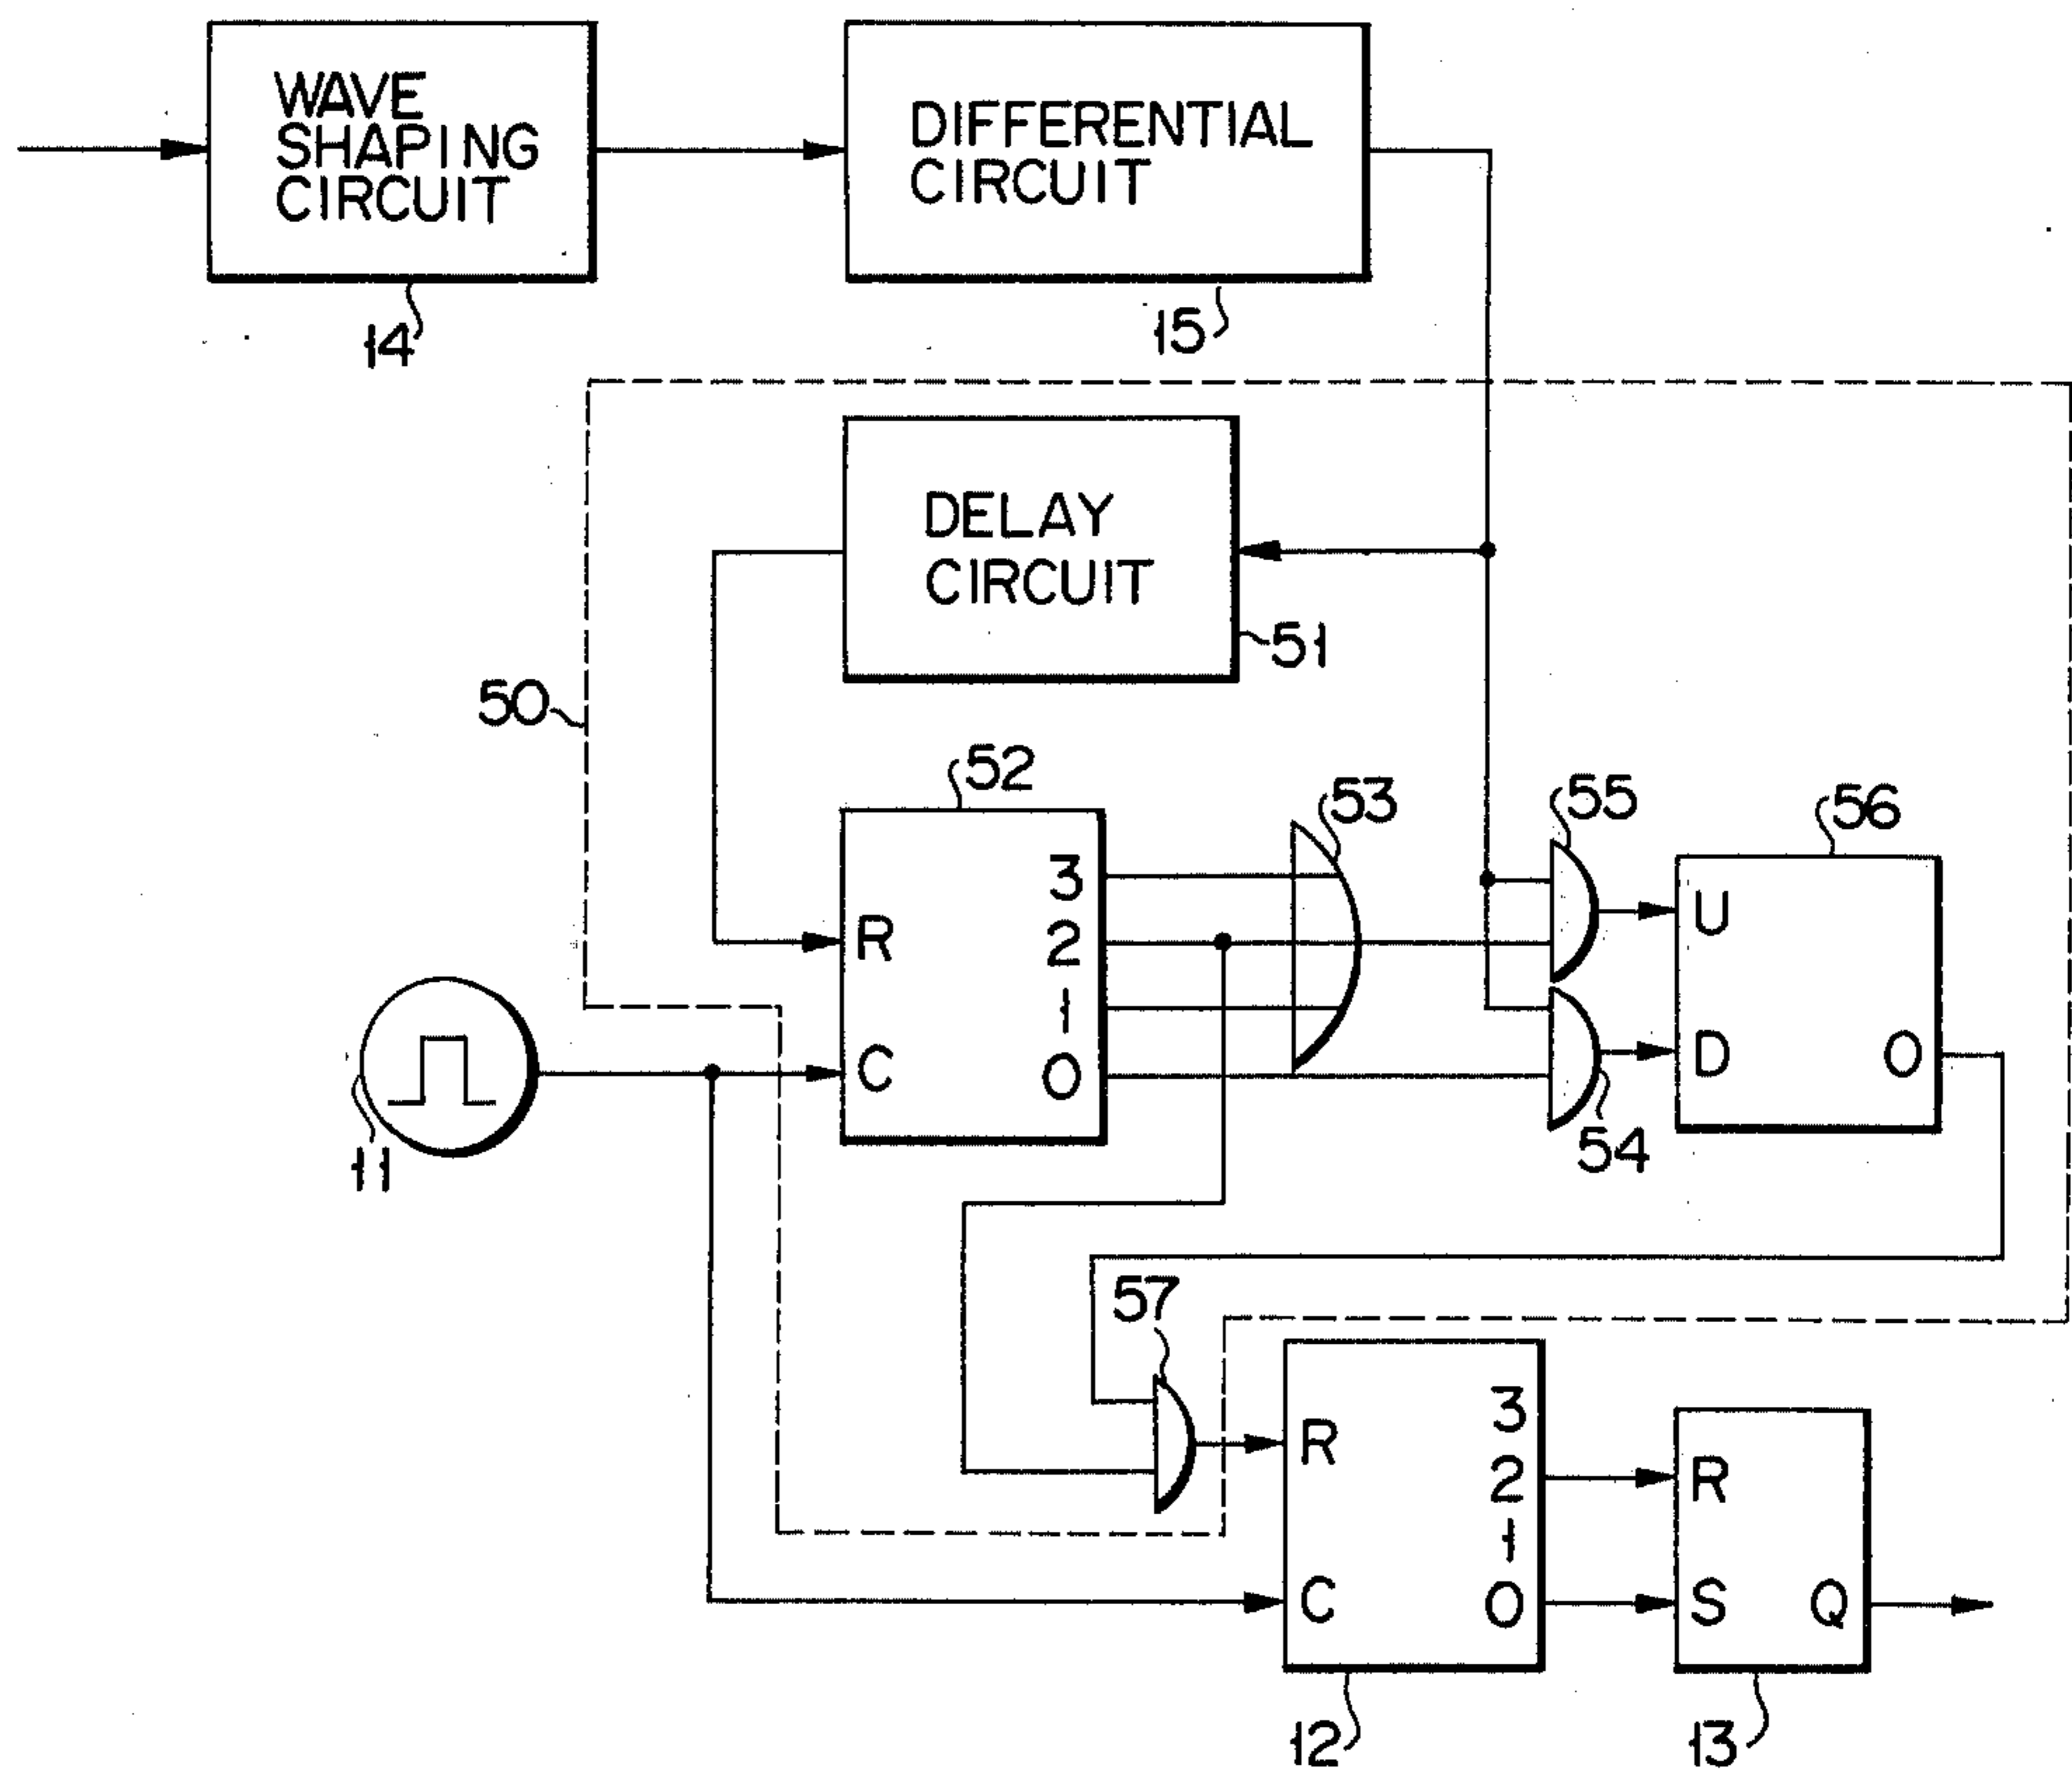 WAVE
SHAPING
CIRCUIT
DIFFERENTIAL
CIRCUIT
14
15
DELAY
CIRCUIT
51
50
52
53
55
56
3
R
2
U
1
C
0
D
O
11
54
57
3
R
2
R
1
C
0
S
Q
12
13